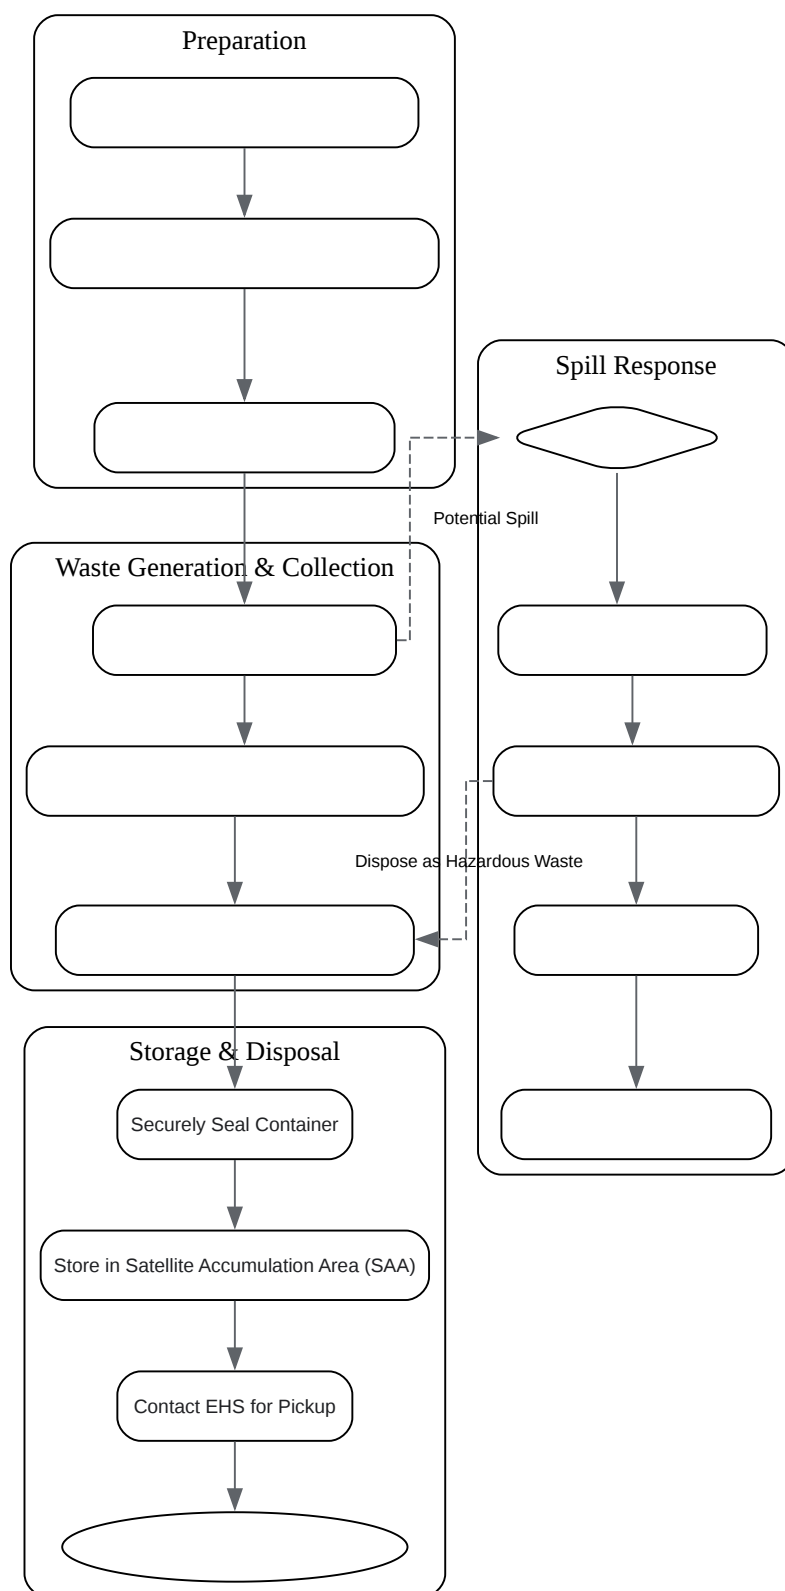 Preparation
Spill Response
Potential Spill
Waste Generation & Collection
Dispose as Hazardous Waste
Storage & Disposal
Securely Seal Container
Store in Satellite Accumulation Area (SAA)
Contact EHS for Pickup